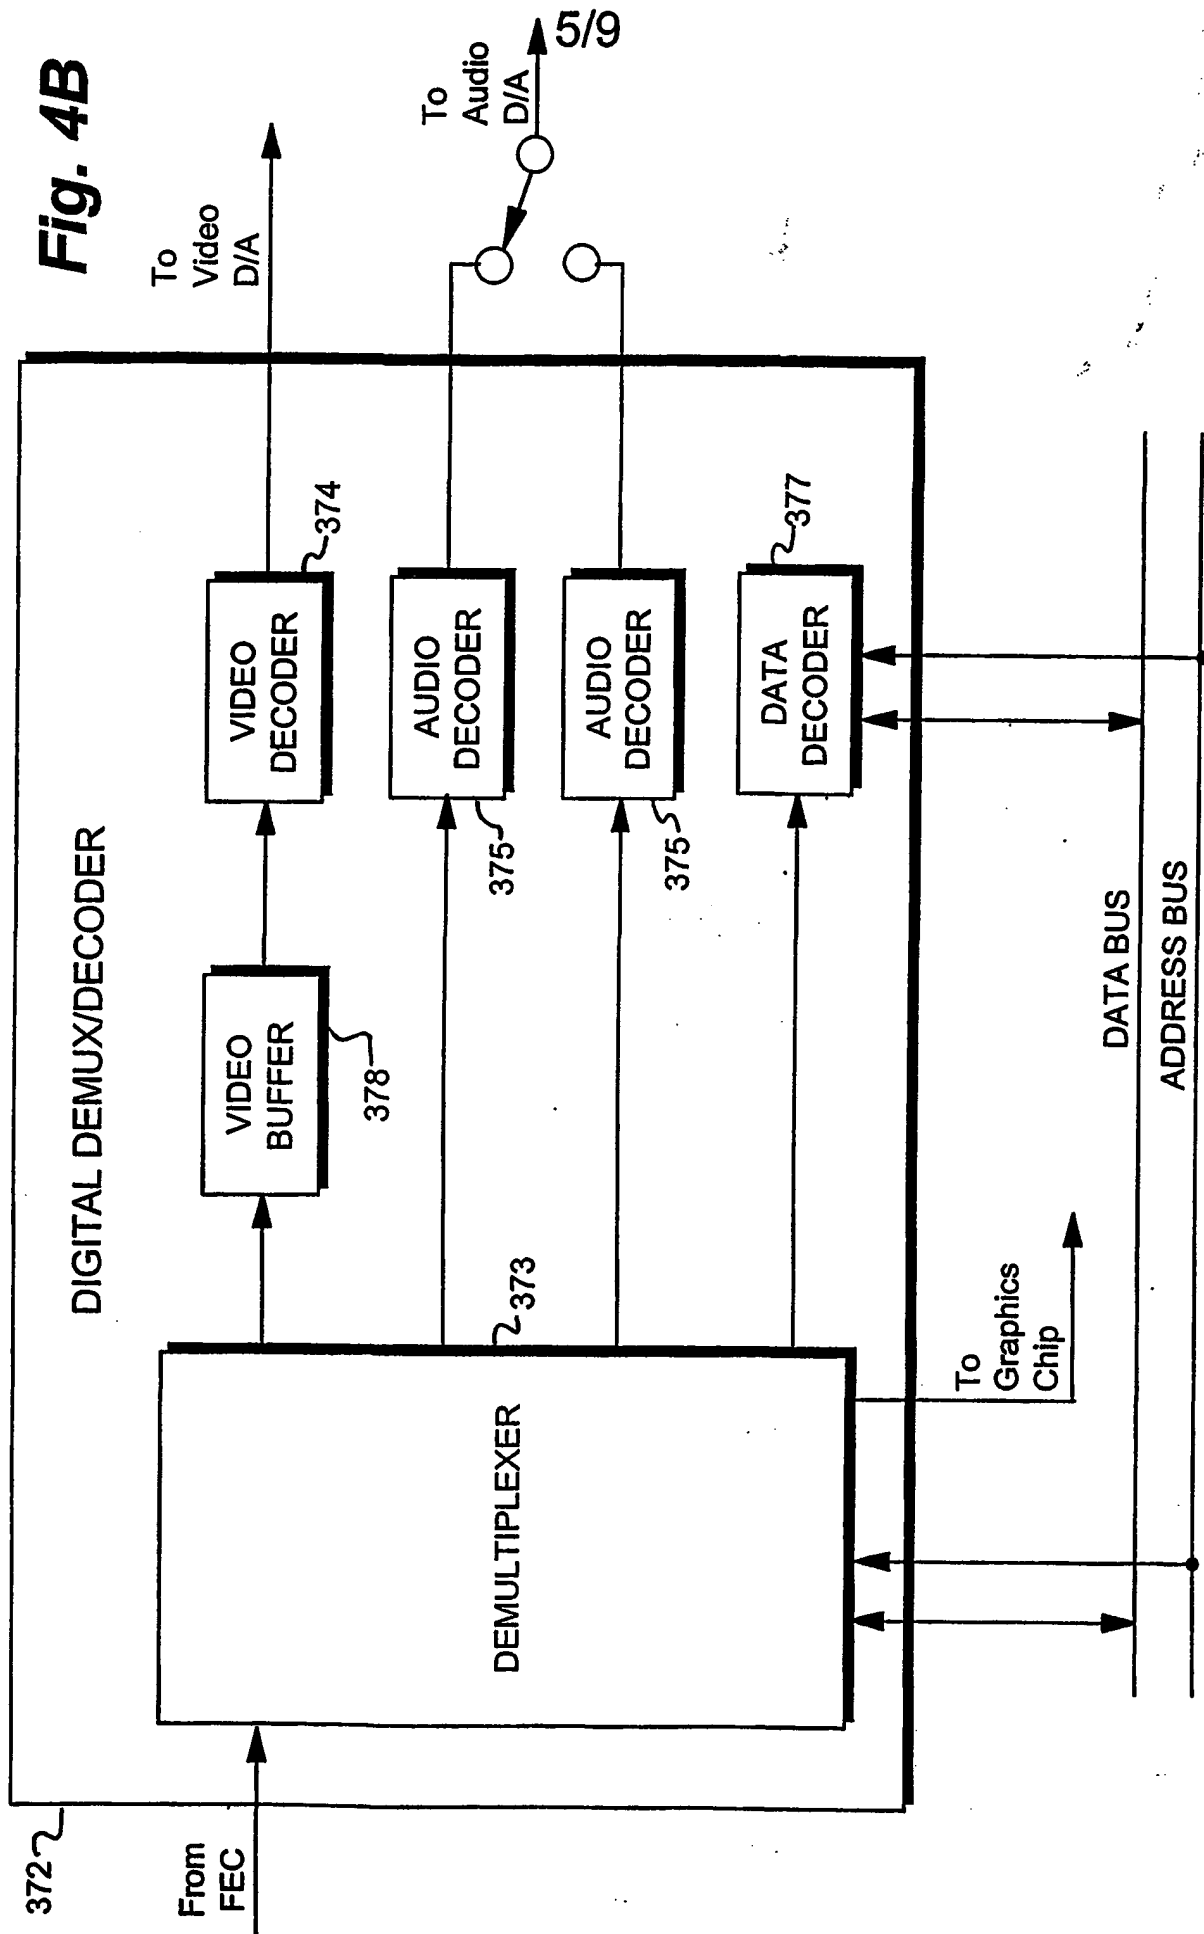 5/9
Fig. 4B
DIGITAL DEMUX/DECODER
372
From
FEC
DEMULTIPLEXER
373
VIDEO
BUFFER
378
VIDEO
DECODER
374
To
Video
D/A
AUDIO
DECODER
375
To
Audio
D/A
AUDIO
DECODER
375
DATA
DECODER
377
To
Graphics
Chip
DATA BUS
ADDRESS BUS